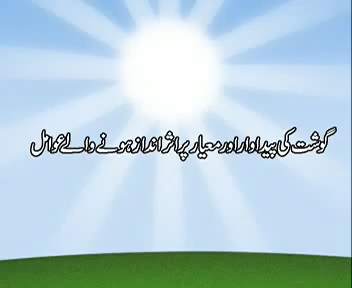 گوشت کی پیداوار اور معیار پر اثر انداز ہونے والے عوامل